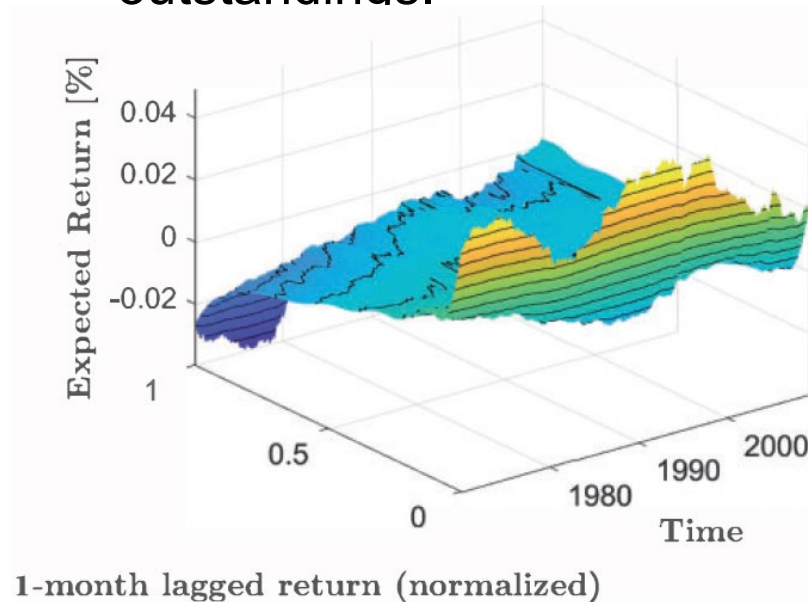 outstandings.
Expected Return [%]
0.04
0.02
0
-0.02
1
0.5
0
1980
1990
2000
Time
1-month lagged return (normalized)